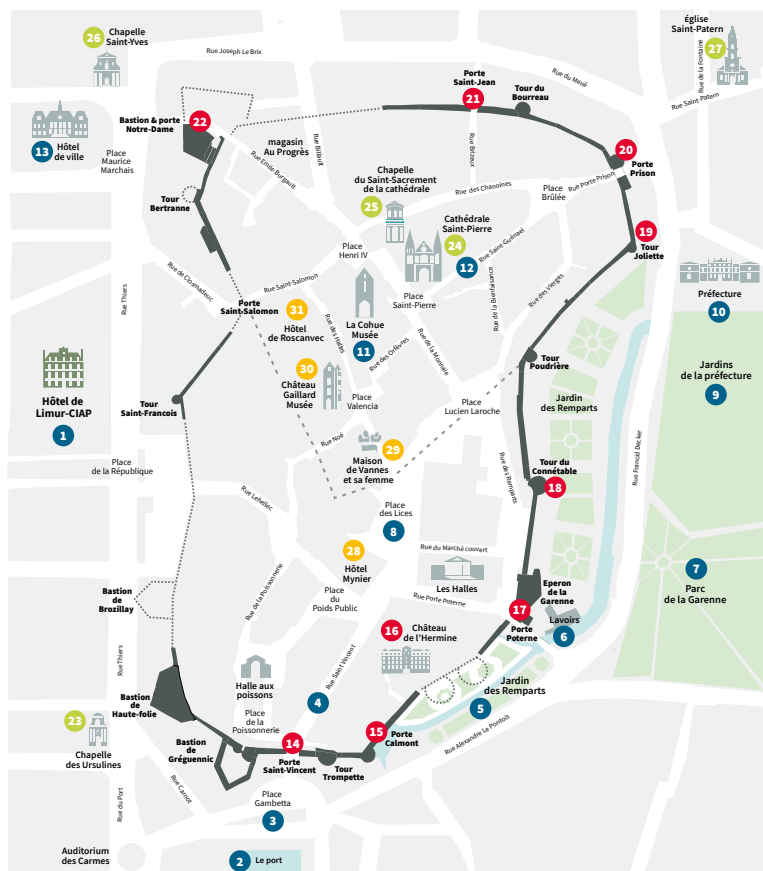 26
Chapelle
Saint-Yves
Rue Joseph Le Brix
Église
Saint-Patern
27
Rue de la Fontaine
Rue Saint-Patern
Rue du Mené
Porte
Saint-Jean
21
Tour du
Bourreau
Bastion & porte
Notre-Dame
22
13
Hôtel
de ville
Place
Maurice
Marchais
magasin
Au Progrès
Rue Emile Burgault
Rue Billault
Rue Brizeux
20
Porte
Prison
Chapelle
du Saint-Sacrement
de la cathédrale
25
Rue des Chanoines
Place
Brûlée
Rue Porte Prison
Tour
Bertranne
Cathédrale
Saint-Pierre
24
12
Rue Saint-Guénael
19
Tour
Joliette
Place
Henri IV
Rue de Closmadeuc
Rue Saint-Salomon
Place
Saint-Pierre
Rue de la Bienfaisance
Rue des Vierges
Préfecture
10
Rue Thiers
Porte
Saint-Salomon
31
Hôtel
de Roscanvec
Rue des Halles
La Cohue
Musée
11
Rue des Orfèvres
Rue de la Monnaie
Tour
Poudrière
Jardins
de la préfecture
9
Hôtel de
Limur-CIAP
1
30
Château
Gaillard
Musée
Tour
Saint-Francois
Place
Valencia
Place
Lucien Laroche
Jardin
des Remparts
Rue Noé
29
Maison
de Vannes
et sa femme
Place
de la République
Rue Francis Decker
Tour du
Connétable
18
Rue des Remparts
Rue Lehellec
Place
des Lices
8
28
Hôtel
Mynier
Rue du Marché couvert
Les Halles
Place
du
Poids Public
Rue de la Poissonnerie
Rue Porte Poterne
Eperon de
la Garenne
17
Porte
Poterne
Lavoirs
6
7
Parc
de la Garenne
Bastion
de
Brozillay
16
Château
de l'Hermine
Rue Thiers
Rue Saint Vincent
Halle aux
poissons
4
Jardin
des Remparts
5
Bastion
de
Haute-folie
23
Chapelle
des Ursulines
Place
de la
Poissonnerie
Bastion
de
Gréguennic
14
Porte
Saint-Vincent
15
Porte
Calmont
Tour
Trompette
Rue Alexandre Le Pontois
Rue Carnot
Rue du Port
Place
Gambetta
3
Auditorium
des Carmes
2
Le port